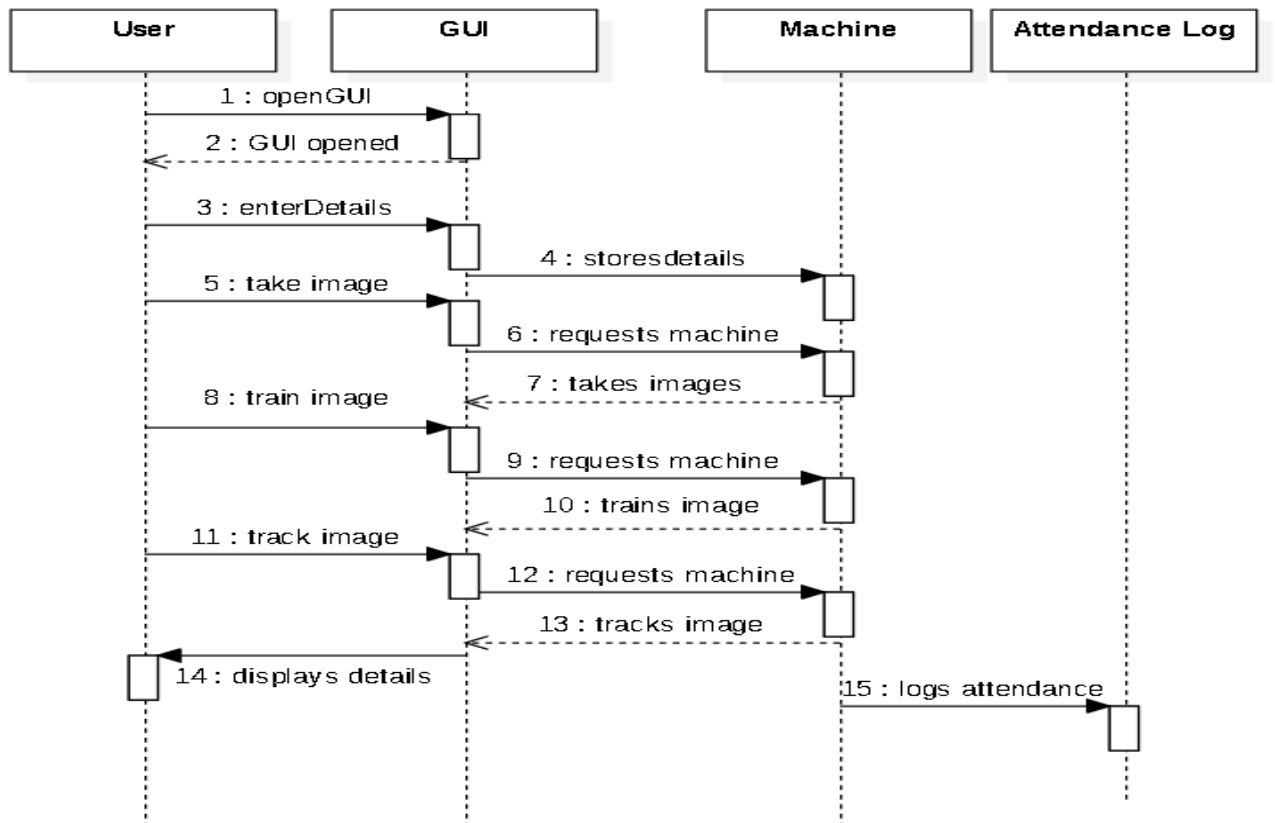 User
GUI
Machine
Attendance Log
1 : openGUI
2 : GUI opened
3 : enterDetails
4 : storesdetails
5 : take image
6 : requests machine
7 : takes images
8 : train image
9 : requests machine
10 : trains image
11 : track image
12 : requests machine
13 : tracks image
14 : displays details
15 : logs attendance